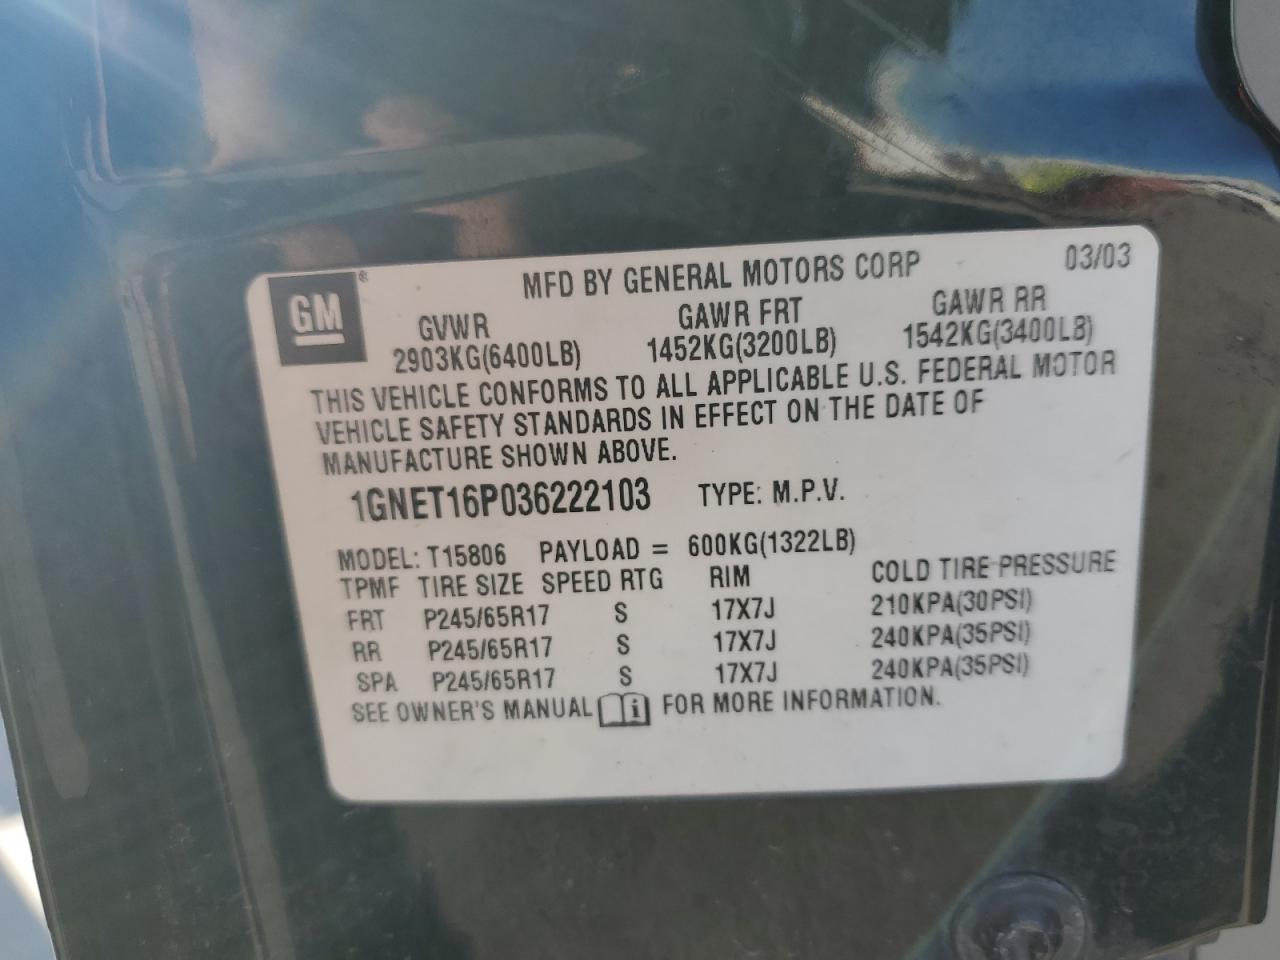 GM ®
MFD BY GENERAL MOTORS CORP 03/03
GVWR GAWR FRT GAWR RR
2903KG(6400LB) 1452KG(3200LB) 1542KG(3400LB)
THIS VEHICLE CONFORMS TO ALL APPLICABLE U.S. FEDERAL MOTOR
VEHICLE SAFETY STANDARDS IN EFFECT ON THE DATE OF
MANUFACTURE SHOWN ABOVE.
1GNET16P036222103 TYPE: M.P.V.
MODEL: T15806 PAYLOAD = 600KG(1322LB)
TPMF TIRE SIZE SPEED RTG RIM COLD TIRE PRESSURE
FRT P245/65R17 S 17X7J 210KPA(30PSI)
RR P245/65R17 S 17X7J 240KPA(35PSI)
SPA P245/65R17 S 17X7J 240KPA(35PSI)
SEE OWNER'S MANUAL i FOR MORE INFORMATION.